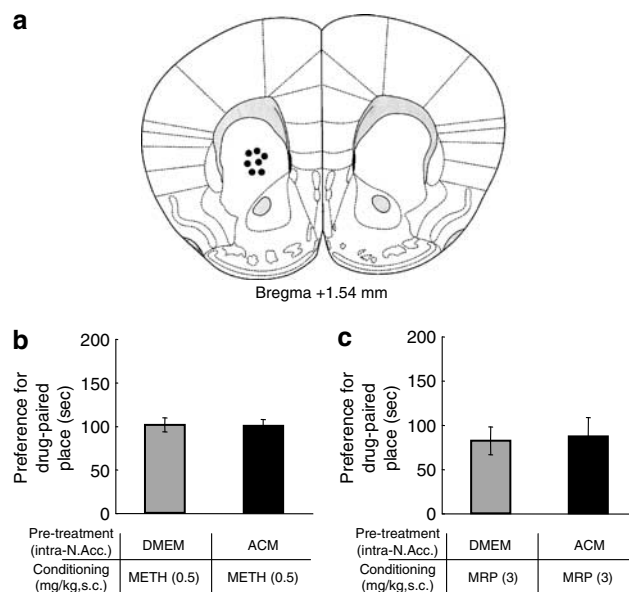 a
Bregma +1.54 mm
b
200
150
100
50
0
Preference for
drug-paired
place (sec)
Pre-treatment
(intra-N.Acc.)
DMEM
ACM
Conditioning
(mg/kg,s.c.)
METH (0.5)
METH (0.5)
c
200
150
100
50
0
Preference for
drug-paired
place (sec)
Pre-treatment
(intra-N.Acc.)
DMEM
ACM
Conditioning
(mg/kg,s.c.)
MRP (3)
MRP (3)